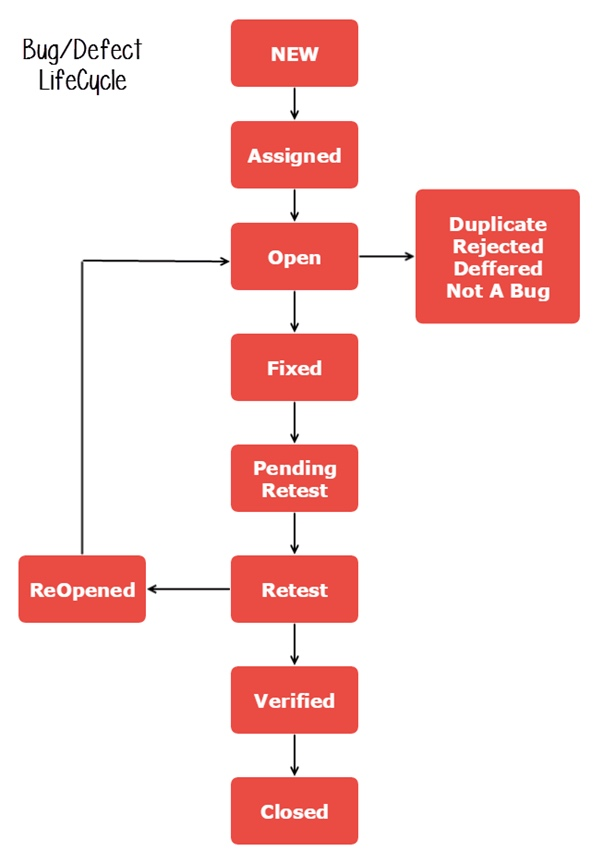 Bug/Defect
LifeCycle
NEW
Assigned
Open
Duplicate
Rejected
Deffered
Not A Bug
Fixed
Pending
Retest
ReOpened
Retest
Verified
Closed